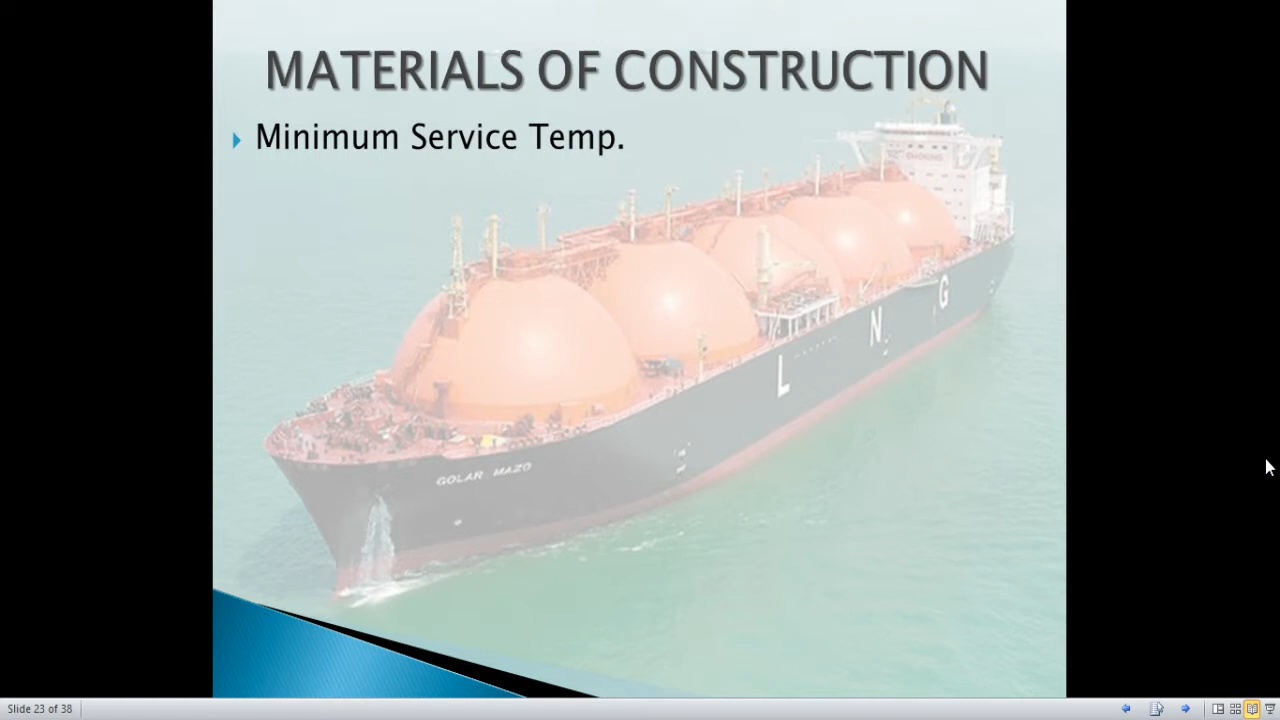 MATERIALS OF CONSTRUCTION
Minimum Service Temp.
L N G
GOLAR MAZO
Slide 23 of 38